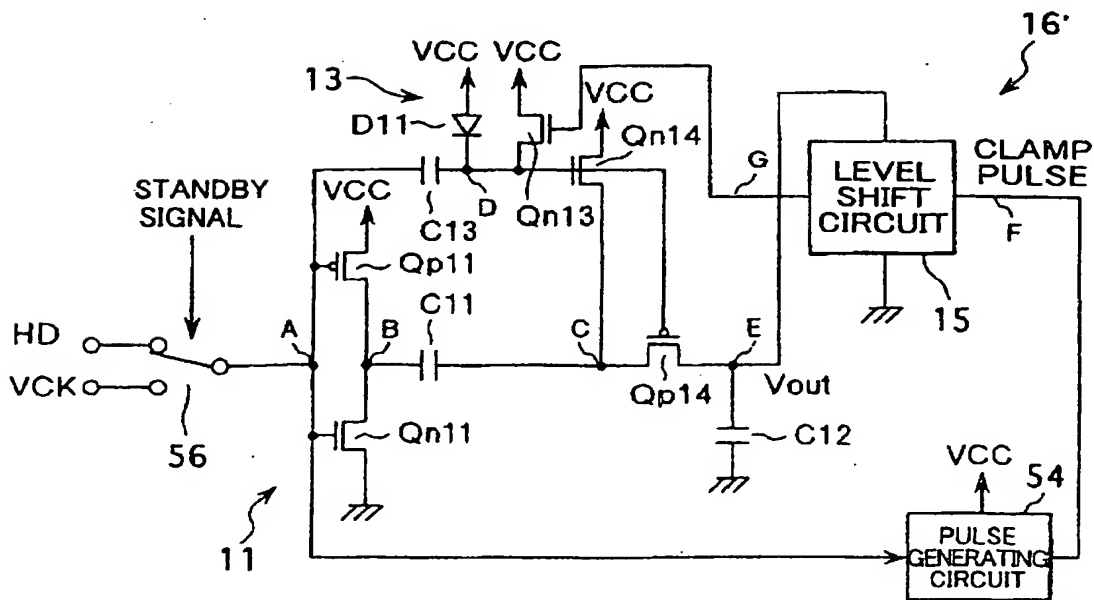 16'
VCC VCC
13
VCC
D11
Qn14
G
LEVEL
SHIFT
CIRCUIT
CLAMP
PULSE
STANDBY
SIGNAL
VCC
D
Qn13
F
C13
Qp11
15
C11
HD
A
B
C
E
VCK
Qp14
Vout
Qn11
C12
56
VCC
54
11
PULSE
GENERATING
CIRCUIT